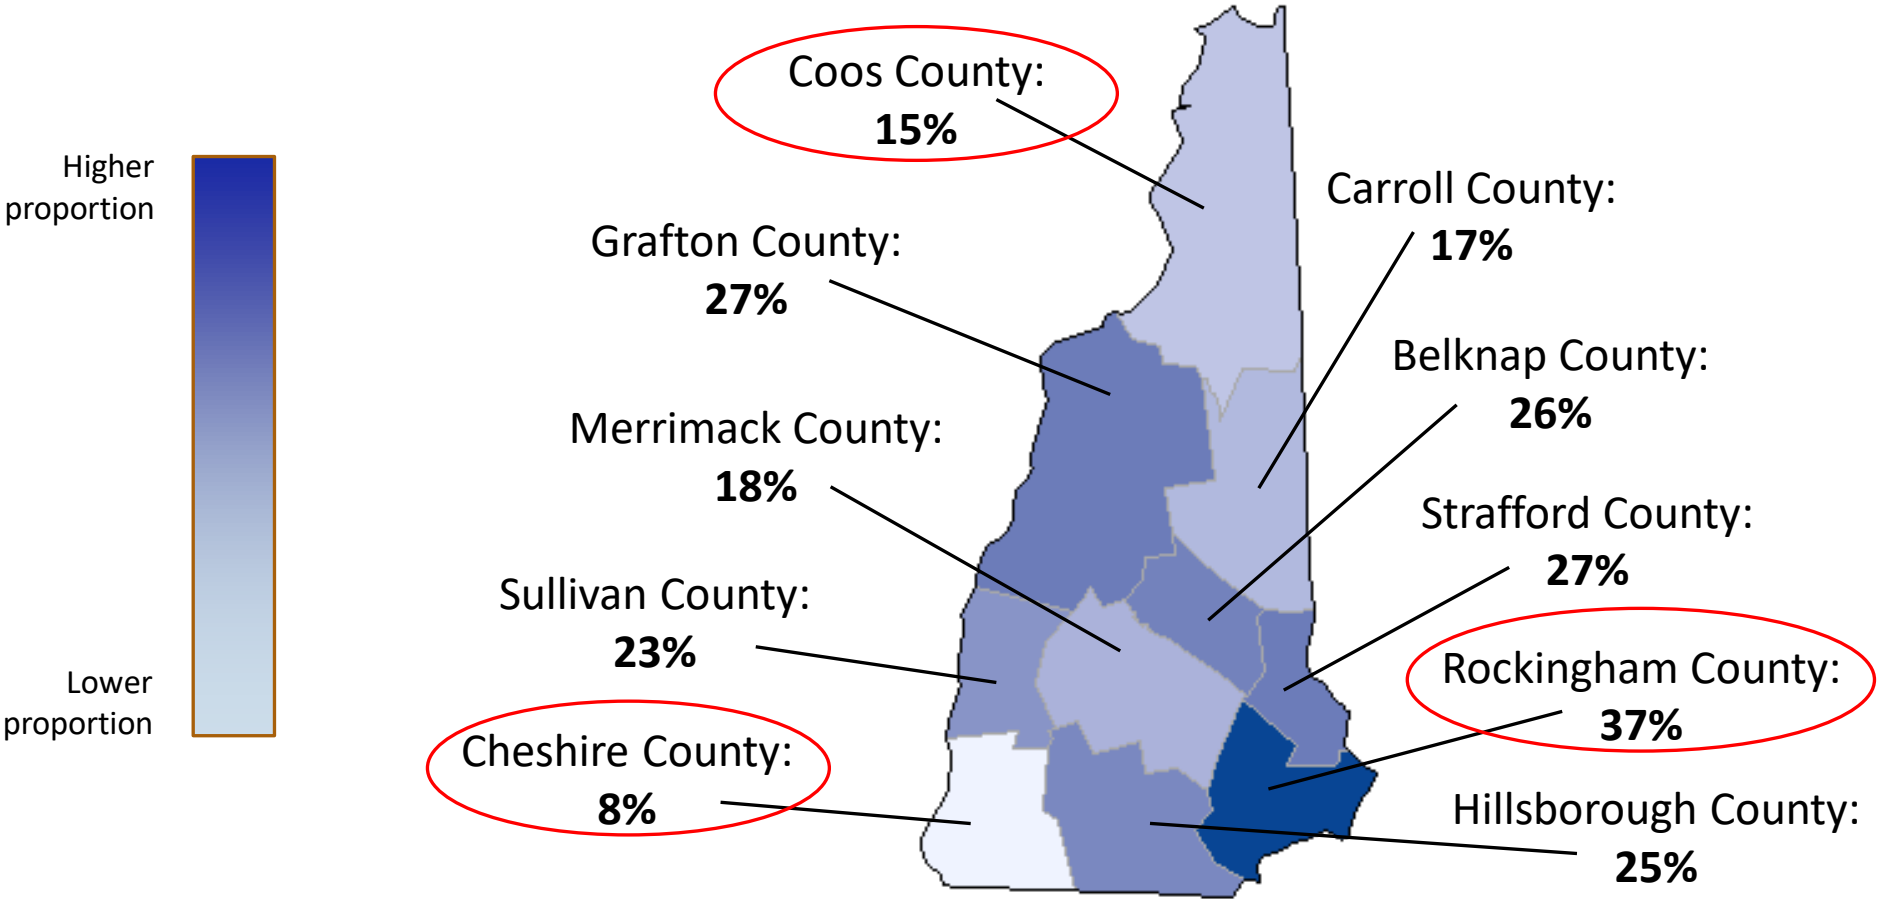 Higher
proportion
Lower
proportion
Coos County:
15%
Carroll County:
17%
Grafton County:
27%
Belknap County:
26%
Merrimack County:
18%
Strafford County:
27%
Sullivan County:
23%
Rockingham County:
37%
Cheshire County:
8%
Hillsborough County:
25%